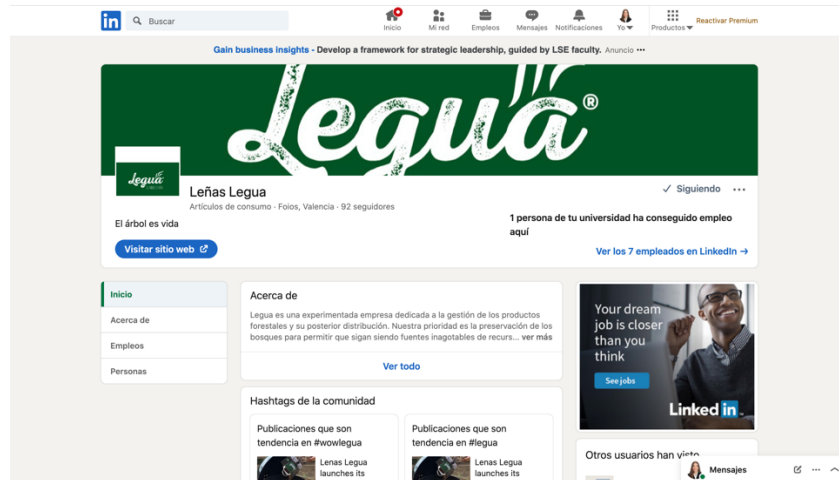 in
Buscar
Inicio
Mi red
Empleos
Mensajes
Notificaciones
Yo
Productos
Reactivar Premium
Gain business insights - Develop a framework for strategic leadership, guided by LSE faculty. Anuncio •••
Legua®
legua
Leñas Legua
Artículos de consumo · Foios, Valencia · 92 seguidores
El árbol es vida
Visitar sitio web
Siguiendo
1 persona de tu universidad ha conseguido empleo
aquí
Ver los 7 empleados en LinkedIn →
Inicio
Acerca de
Empleos
Personas
Acerca de
Legua es una experimentada empresa dedicada a la gestión de los productos
forestales y su posterior distribución. Nuestra prioridad es la preservación de los
bosques para permitir que sigan siendo fuentes inagotables de recurs... ver más
Ver todo
Hashtags de la comunidad
Publicaciones que son
tendencia en #wowlegua
Lenas Legua
launches its
Publicaciones que son
tendencia en #legua
Lenas Legua
launches its
Your dream
job is closer
than you
think
See jobs
Linked in
Otros usuarios han visto
Mensajes